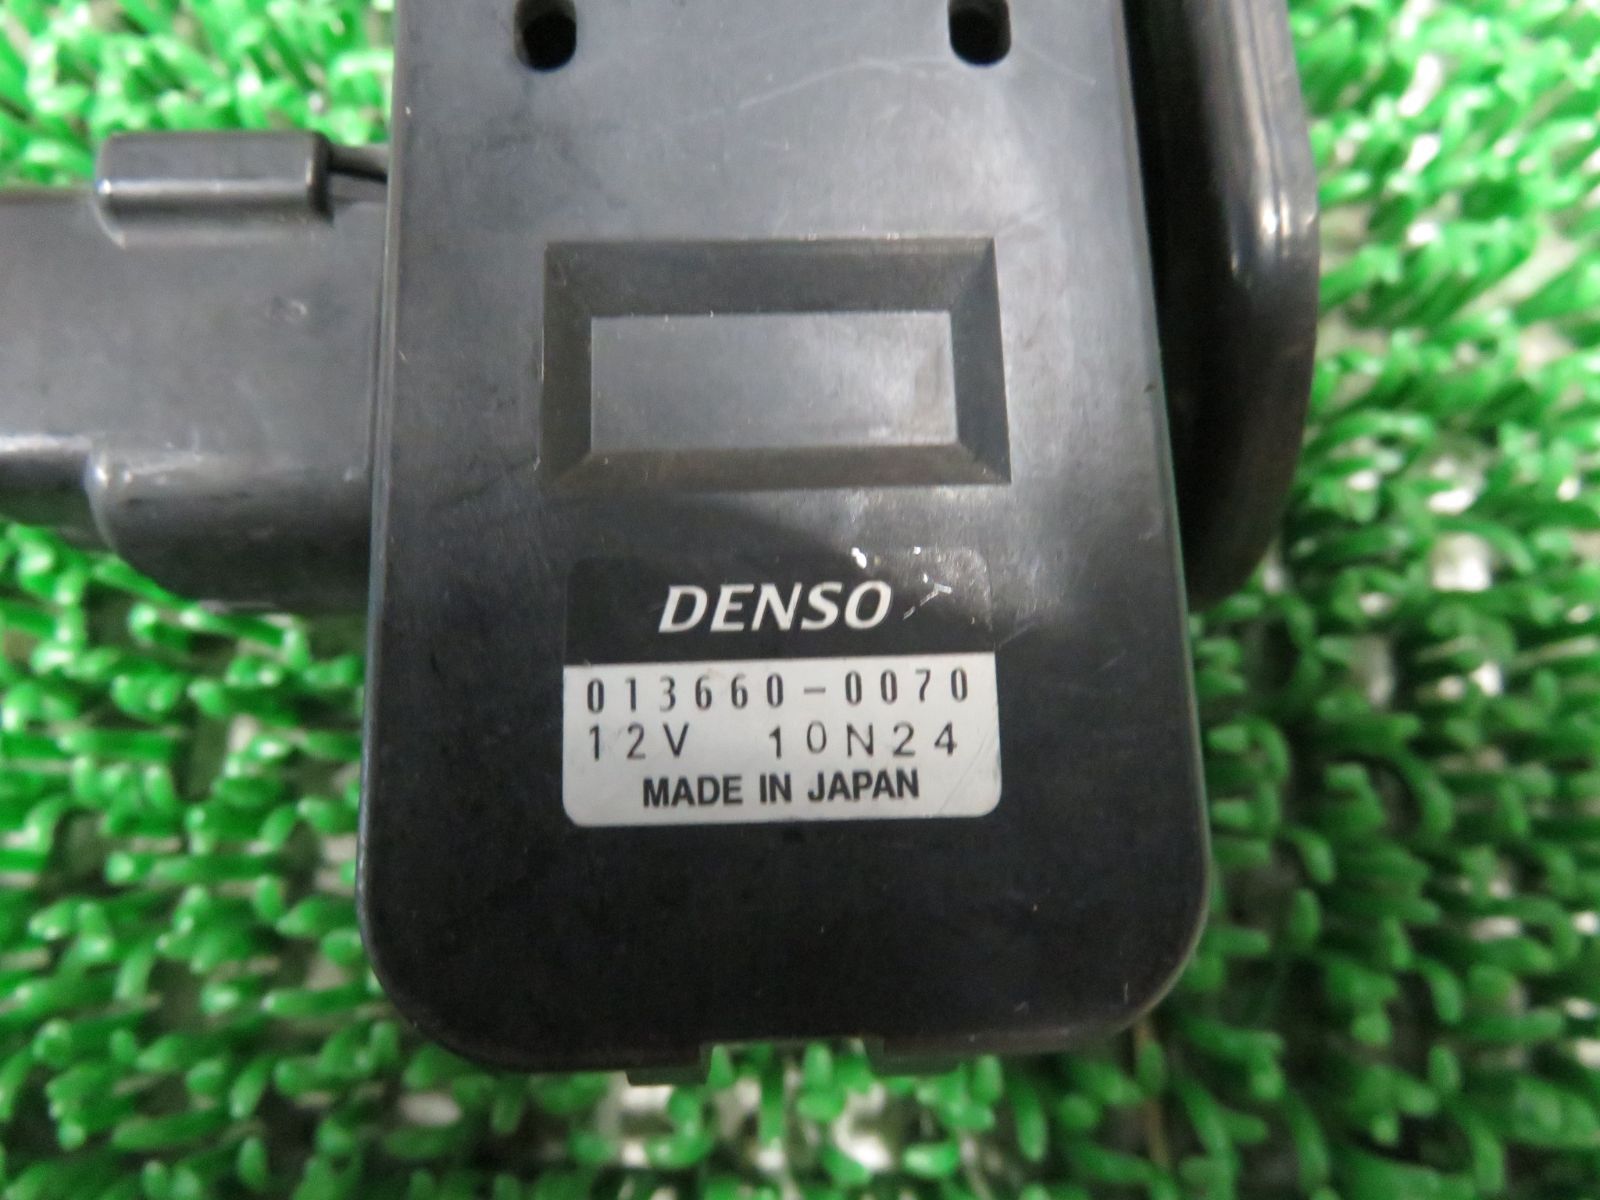 DENSO
013660-0070
12V 10N24
MADE IN JAPAN